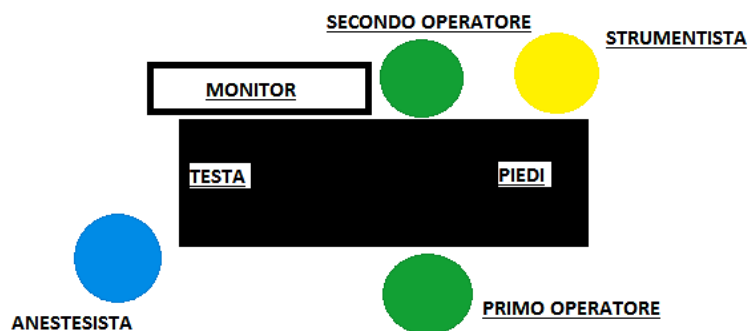 SECONDO OPERATORE
STRUMENTISTA
MONITOR
TESTA
PIEDI
PRIMO OPERATORE
ANESTESISTA